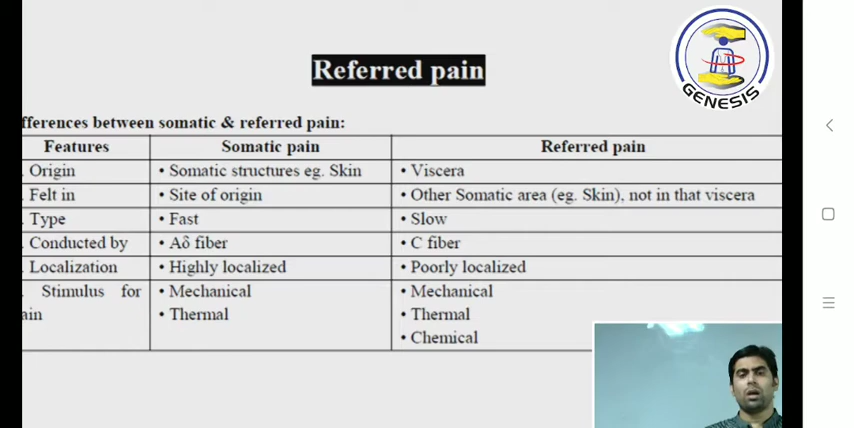 Referred pain
GENESIS
fferences between somatic & referred pain:
Features Somatic pain Referred pain
. Origin • Somatic structures eg. Skin • Viscera
. Felt in • Site of origin • Other Somatic area (eg. Skin), not in that viscera
. Type • Fast • Slow
. Conducted by • Aδ fiber • C fiber
. Localization • Highly localized • Poorly localized
. Stimulus for • Mechanical • Mechanical
ain • Thermal • Thermal
• Chemical